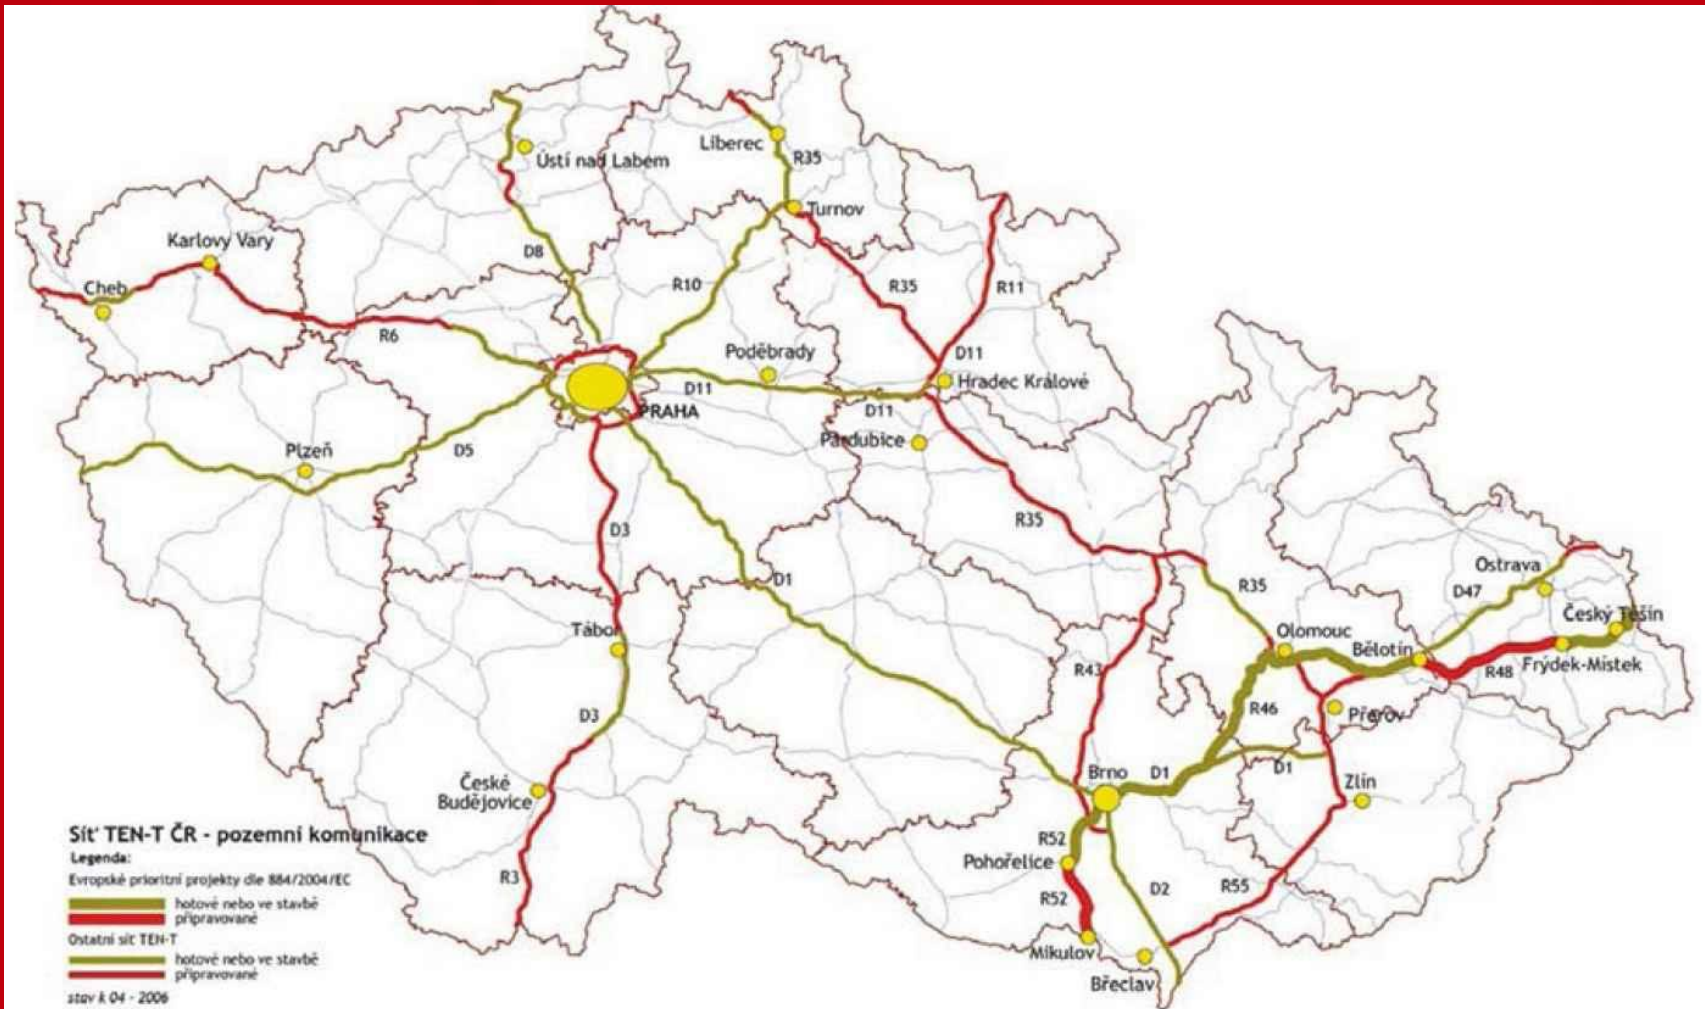 Liberec
R35
Ústí nad Labem
Turnov
Karlovy Vary
D8
Cheb
R10
R35
R11
R6
Poděbrady
D11
D11
Hradec Králové
D11
PRAHA
Pardubice
Plzeň
D5
R35
D3
D1
Ostrava
R35
D47
Český Těšín
Tábor
Olomouc
Bělotín
R43
R48
Frýdek-Místek
D3
R46
Přerov
Brno
D1
D1
Zlín
České
Budějovice
R52
Pohořelice
R3
R52
D2
R55
Mikulov
Břeclav
Síť TEN-T ČR - pozemní komunikace
Legenda:
Evropské prioritní projekty dle 884/2004/EC
hotové nebo ve stavbě
připravované
Ostatní síť TEN-T
hotové nebo ve stavbě
připravované
stav k 04 - 2006